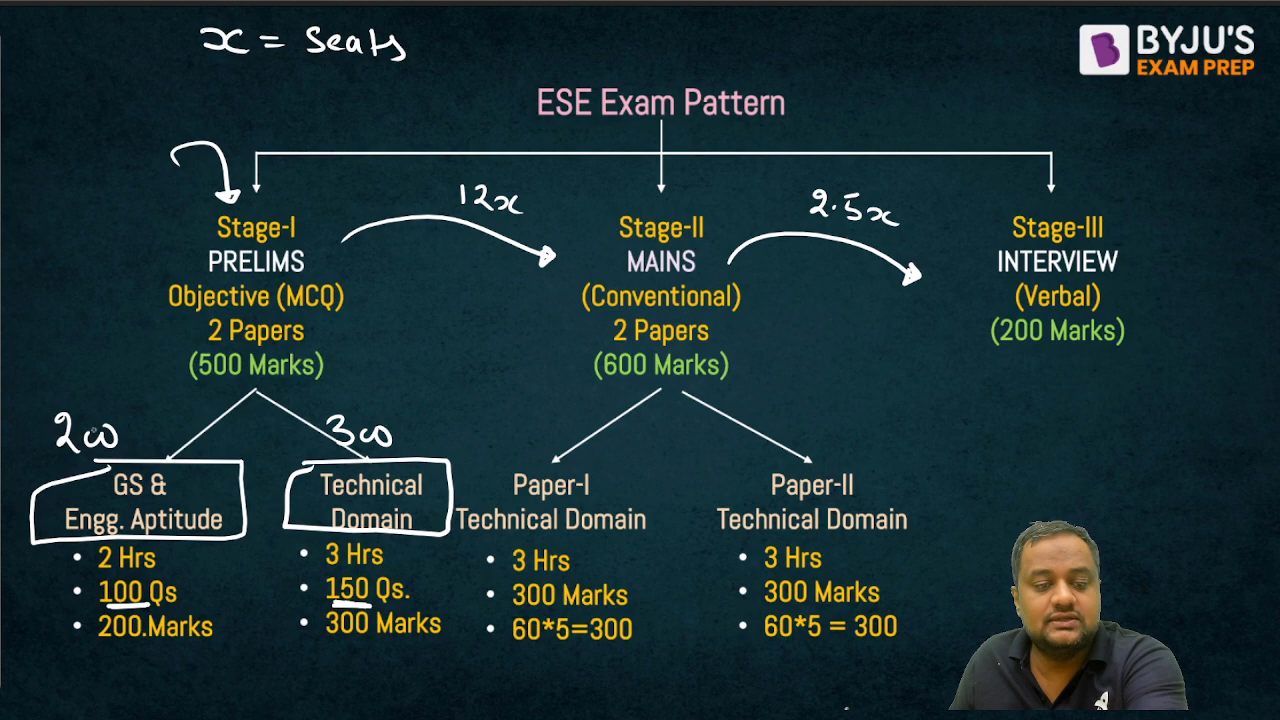 x = Seats
BYJU'S
EXAM PREP
ESE Exam Pattern
12x
2.5x
Stage-I
PRELIMS
Objective (MCQ)
2 Papers
(500 Marks)
Stage-II
MAINS
(Conventional)
2 Papers
(600 Marks)
Stage-III
INTERVIEW
(Verbal)
(200 Marks)
200
GS &
Engg. Aptitude
• 2 Hrs
• 100 Qs
• 200.Marks
300
Technical
Domain
• 3 Hrs
• 150 Qs.
• 300 Marks
Paper-I
Technical Domain
• 3 Hrs
• 300 Marks
• 60*5=300
Paper-II
Technical Domain
• 3 Hrs
• 300 Marks
• 60*5 = 300